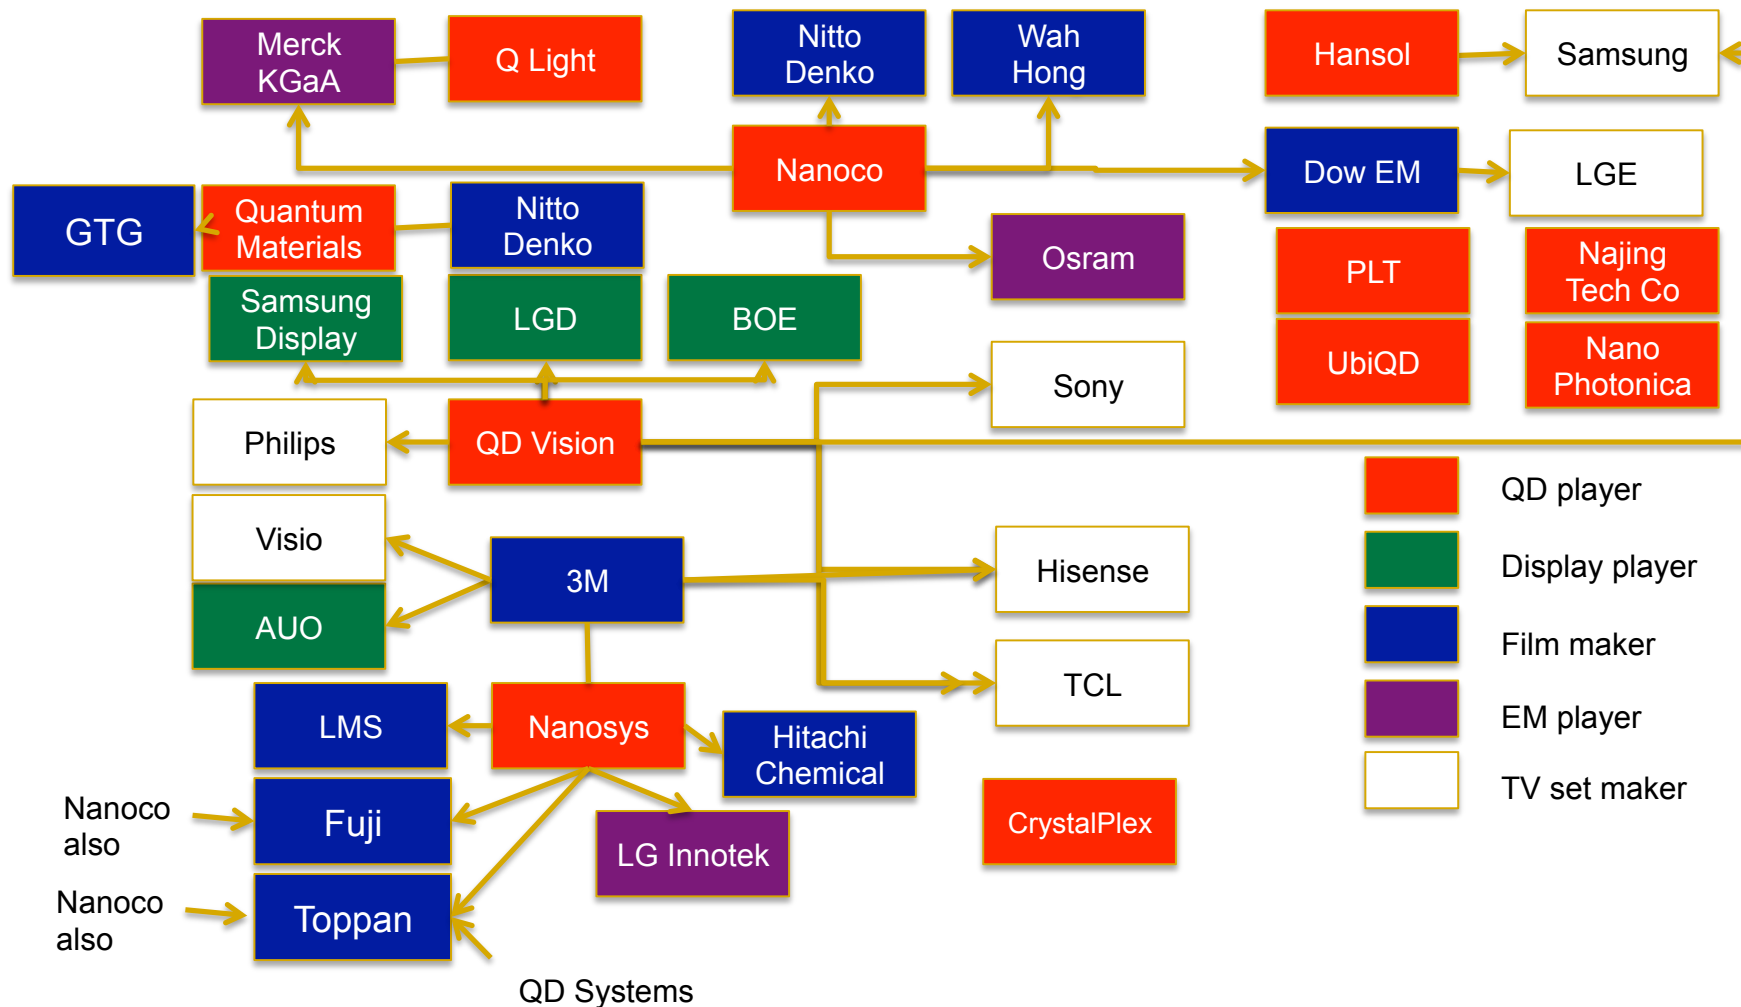 Merck
KGaA
Q Light
Nitto
Denko
Wah
Hong
Hansol
Samsung
Nanoco
Dow EM
LGE
GTG
Quantum
Materials
Nitto
Denko
Osram
PLT
Najing
Tech Co
Samsung
Display
LGD
BOE
UbiQD
Nano
Photonica
Sony
Philips
QD Vision
QD player
Visio
3M
Hisense
Display player
AUO
Film maker
TCL
LMS
Nanosys
Hitachi
Chemical
EM player
TV set maker
Nanoco
also
Fuji
LG Innotek
CrystalPlex
Nanoco
also
Toppan
QD Systems